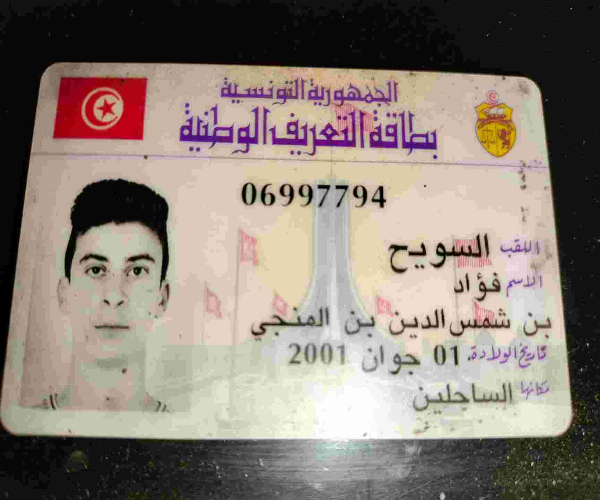 الجمهورية التونسية
بطاقة التعريف الوطنية
06997794
اللقب السويح
الاسم فؤاد
بن شمس الدين بن المنجي
تاريخ الولادة 01 جوان 2001
مكانها الساحلين